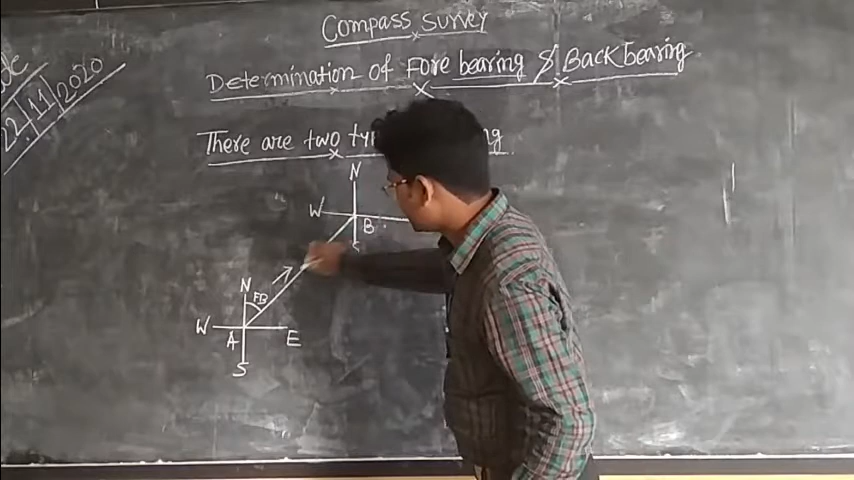 Compass survey
Determination of Fore bearing & Back bearing
22/11/2020
There are two
N
W
B
N
FB
W
A
E
S